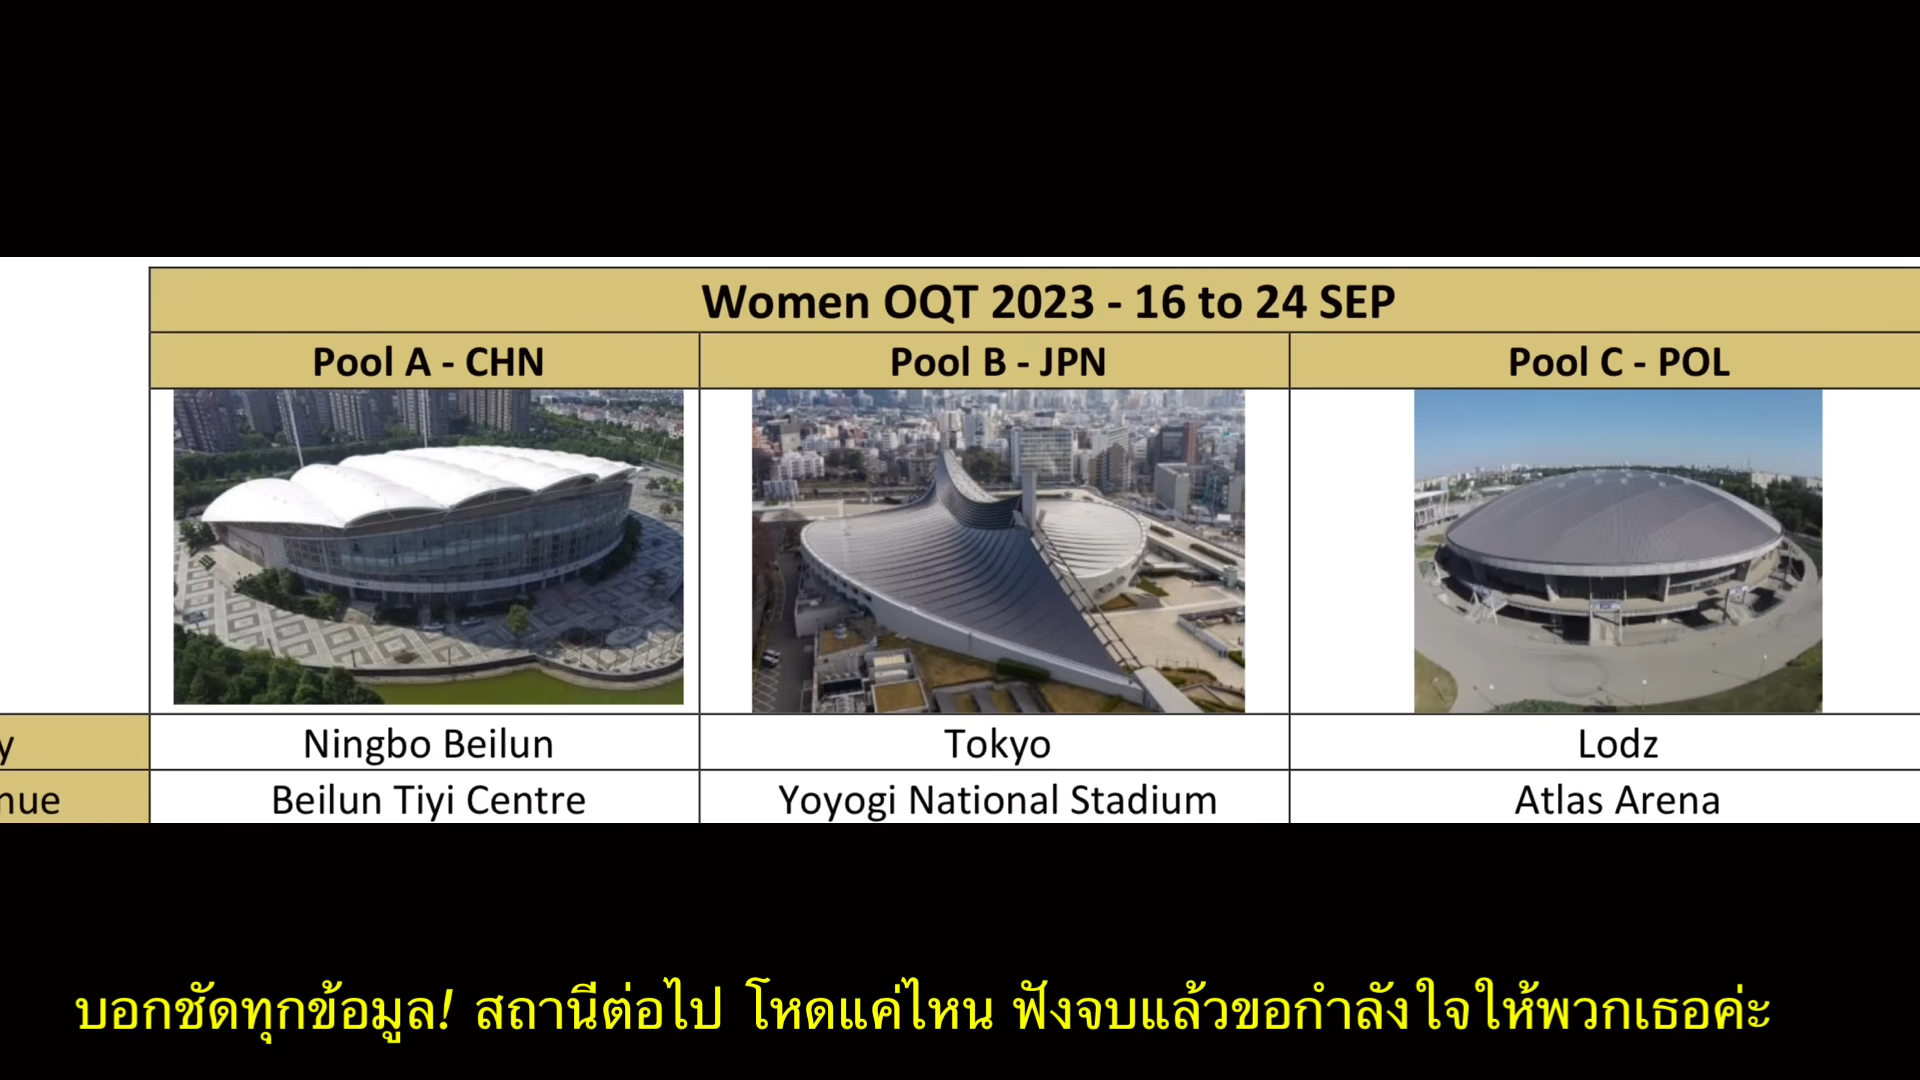 Women OQT 2023 - 16 to 24 SEP
Pool A - CHN
Pool B - JPN
Pool C - POL
y
Ningbo Beilun
Tokyo
Lodz
nue
Beilun Tiyi Centre
Yoyogi National Stadium
Atlas Arena
บอกชัดทุกข้อมูล! สถานีต่อไป โหดแค่ไหน ฟังจบแล้วขอกำลังใจให้พวกเธอค่ะ